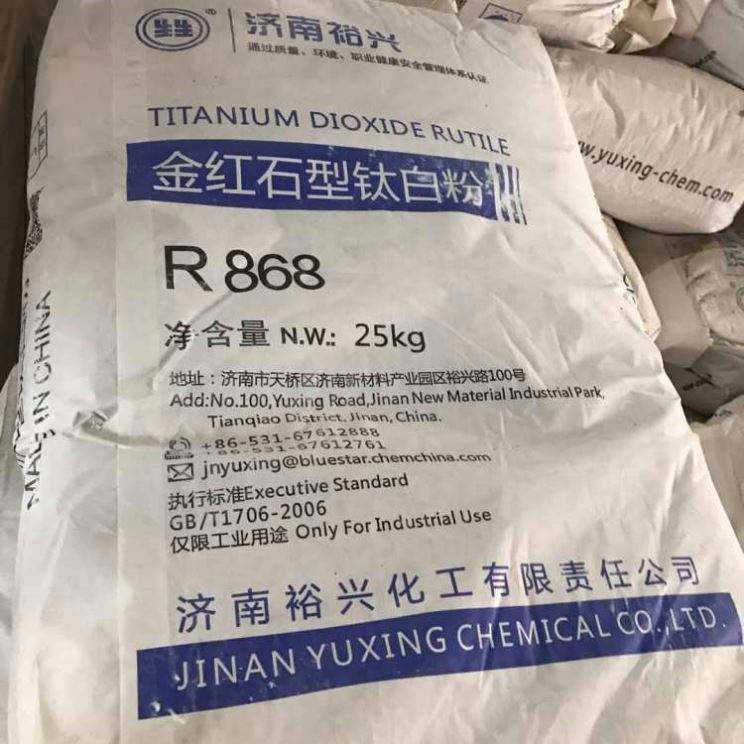 济南裕兴
通过质量、环境、职业健康安全管理体系认证
TITANIUM DIOXIDE RUTILE
金红石型钛白粉
R 868
净含量 N.W.: 25kg
地址：济南市天桥区济南新材料产业园区裕兴路100号
Add:No.100,Yuxing Road,Jinan New Material Industrial Park,
Tianqiao District, Jinan, China.
+86-531-67612888
+86-531-67612761
jnyuxing@bluestar.chemchina.com
执行标准Executive Standard
GB/T1706-2006
仅限工业用途 Only For Industrial Use
济南裕兴化工有限责任公司
JINAN YUXING CHEMICAL CO.,LTD.
MADE IN CHINA
w.yuxing-chem.com